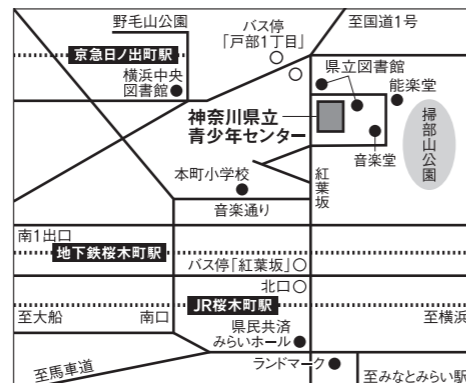 野毛山公園
バス停
「戸部1丁目」
至国道1号
京急日ノ出町駅
県立図書館
横浜中央
図書館
能楽堂
神奈川県立
青少年センター
掃部山公園
音楽堂
本町小学校
紅葉坂
音楽通り
南1出口
地下鉄桜木町駅
バス停「紅葉坂」
北口
JR桜木町駅
至大船
南口
至横浜
県民共済
みらいホール
ランドマーク
至馬車道
至みなとみらい駅